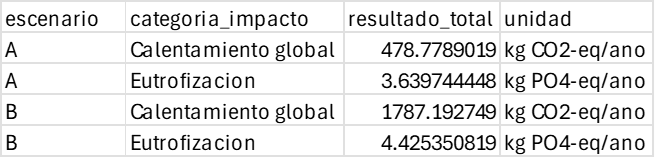 escenario categoria_impacto resultado_total unidad
A Calentamiento global 478.7789019 kg CO2-eq/ano
A Eutrofizacion 3.639744448 kg PO4-eq/ano
B Calentamiento global 1787.192749 kg CO2-eq/ano
B Eutrofizacion 4.425350819 kg PO4-eq/ano